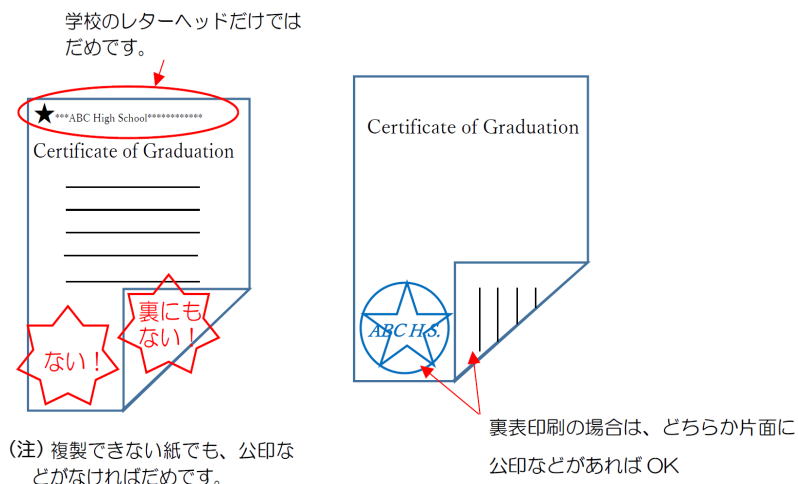 学校のレターヘッドだけでは
だめです。
★***ABC High School************
Certificate of Graduation
裏にも
ない！
ない！
(注) 複製できない紙でも、公印な
どがなければだめです。
Certificate of Graduation
ABC H.S.
裏表印刷の場合は、どちらか片面に
公印などがあれば OK